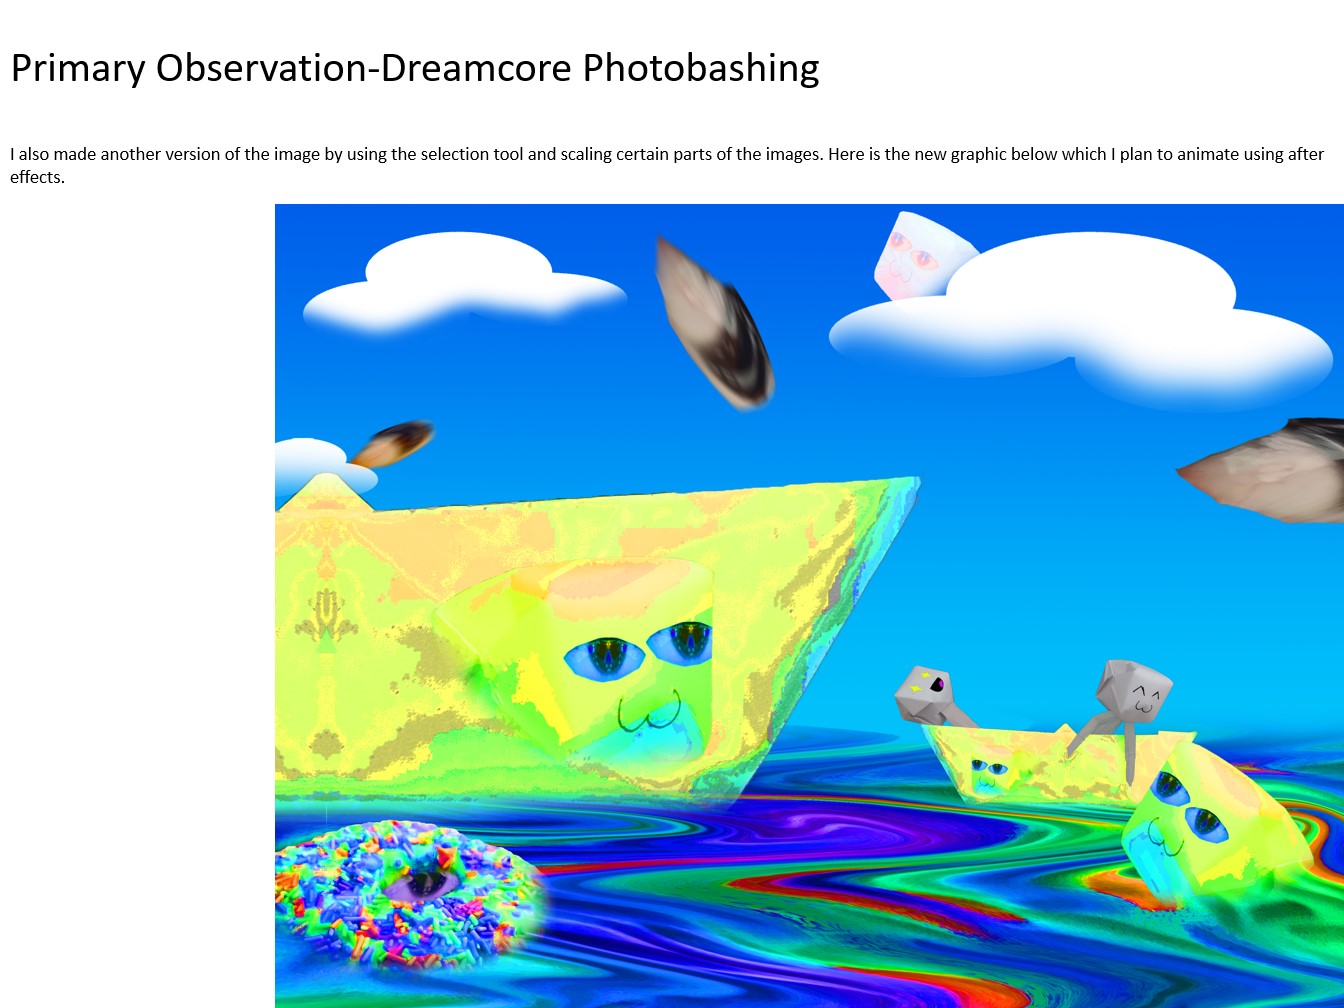 Primary Observation-Dreamcore Photobashing
I also made another version of the image by using the selection tool and scaling certain parts of the images. Here is the new graphic below which I plan to animate using after
effects.